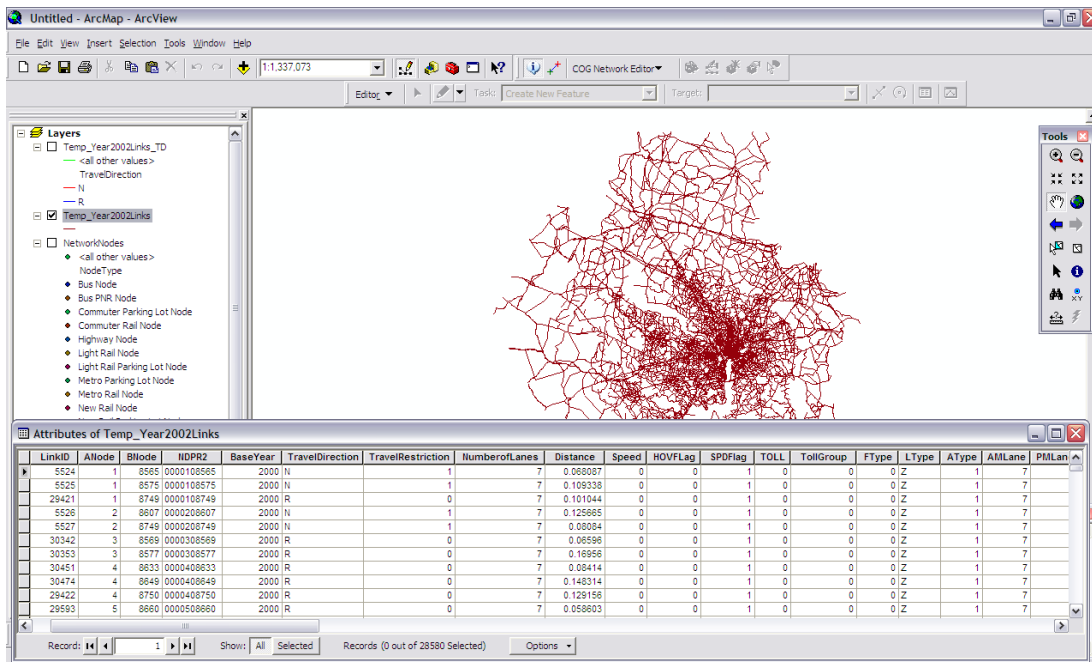 Untitled - ArcMap - ArcView
File Edit View Insert Selection Tools Window Help
1:1,337,073 COG Network Editor
Editor Task: Create New Feature Target:
Layers
Temp_Year2002Links_TD
<all other values>
TravelDirection
N
R
Temp_Year2002Links
NetworkNodes
<all other values>
NodeType
Bus Node
Bus PNR Node
Commuter Parking Lot Node
Commuter Rail Node
Highway Node
Light Rail Node
Light Rail Parking Lot Node
Metro Parking Lot Node
Metro Rail Node
New Rail Node
Tools
Attributes of Temp_Year2002Links
LinkID ANode BNode NDPR2 BaseYear TravelDirection TravelRestriction NumberofLanes Distance Speed HOVFLag SPDFlag TOLL TollGroup FType LType AType AMLane PMLan
5524 1 8565 0000108565 2000 N 1 7 0.068087 0 0 1 0 0 0 Z 1 7
5525 1 8575 0000108575 2000 N 1 7 0.109338 0 0 1 0 0 0 Z 1 7
29421 1 8749 0000108749 2000 R 0 7 0.101044 0 0 1 0 0 0 Z 1 7
5526 2 8607 0000208607 2000 N 1 7 0.125665 0 0 1 0 0 0 Z 1 7
5527 2 8749 0000208749 2000 N 1 7 0.08084 0 0 1 0 0 0 Z 1 7
30342 3 8569 0000308569 2000 R 0 7 0.06596 0 0 1 0 0 0 Z 1 7
30353 3 8577 0000308577 2000 R 0 7 0.16956 0 0 1 0 0 0 Z 1 7
30451 4 8633 0000408633 2000 R 0 7 0.08414 0 0 1 0 0 0 Z 1 7
30474 4 8649 0000408649 2000 R 0 7 0.148314 0 0 1 0 0 0 Z 1 7
29422 4 8750 0000408750 2000 R 0 7 0.129156 0 0 1 0 0 0 Z 1 7
29593 5 8660 0000508660 2000 R 0 7 0.058603 0 0 1 0 0 0 Z 1 7
Record: 1 Show: All Selected Records (0 out of 28580 Selected) Options